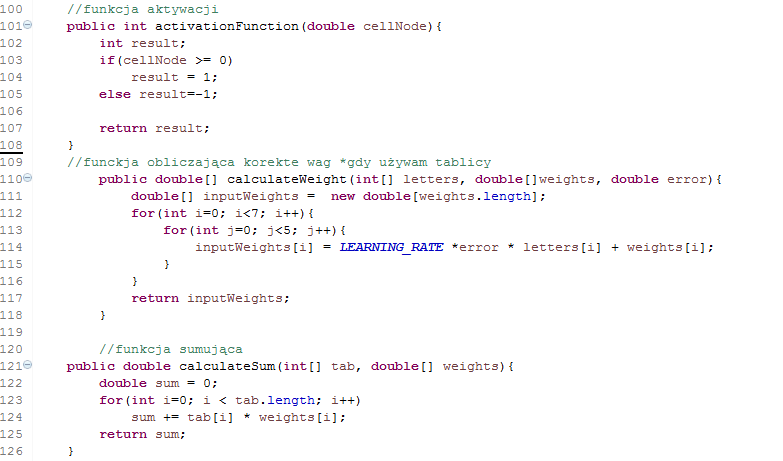 100 //funkcja aktywacji
101 public int activationFunction(double cellNode){
102 int result;
103 if(cellNode >= 0)
104 result = 1;
105 else result=-1;
106
107 return result;
108 }
109 //funckja obliczająca korekte wag *gdy używam tablicy
110 public double[] calculateWeight(int[] letters, double[]weights, double error){
111 double[] inputWeights =  new double[weights.length];
112 for(int i=0; i<7; i++){
113 for(int j=0; j<5; j++){
114 inputWeights[i] = LEARNING_RATE *error * letters[i] + weights[i];
115 }
116 }
117 return inputWeights;
118 }
119
120 //funkcja sumująca
121 public double calculateSum(int[] tab, double[] weights){
122 double sum = 0;
123 for(int i=0; i < tab.length; i++)
124 sum += tab[i] * weights[i];
125 return sum;
126 }